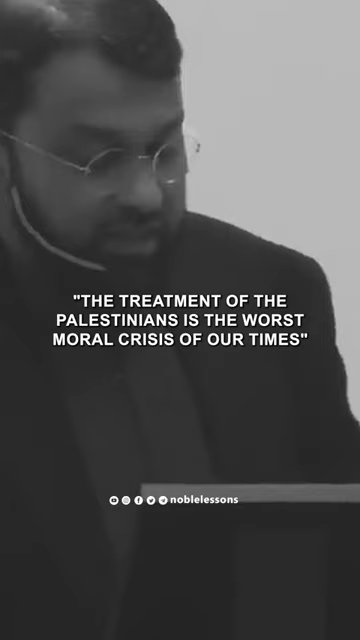 "THE TREATMENT OF THE
PALESTINIANS IS THE WORST
MORAL CRISIS OF OUR TIMES"
noblelessons